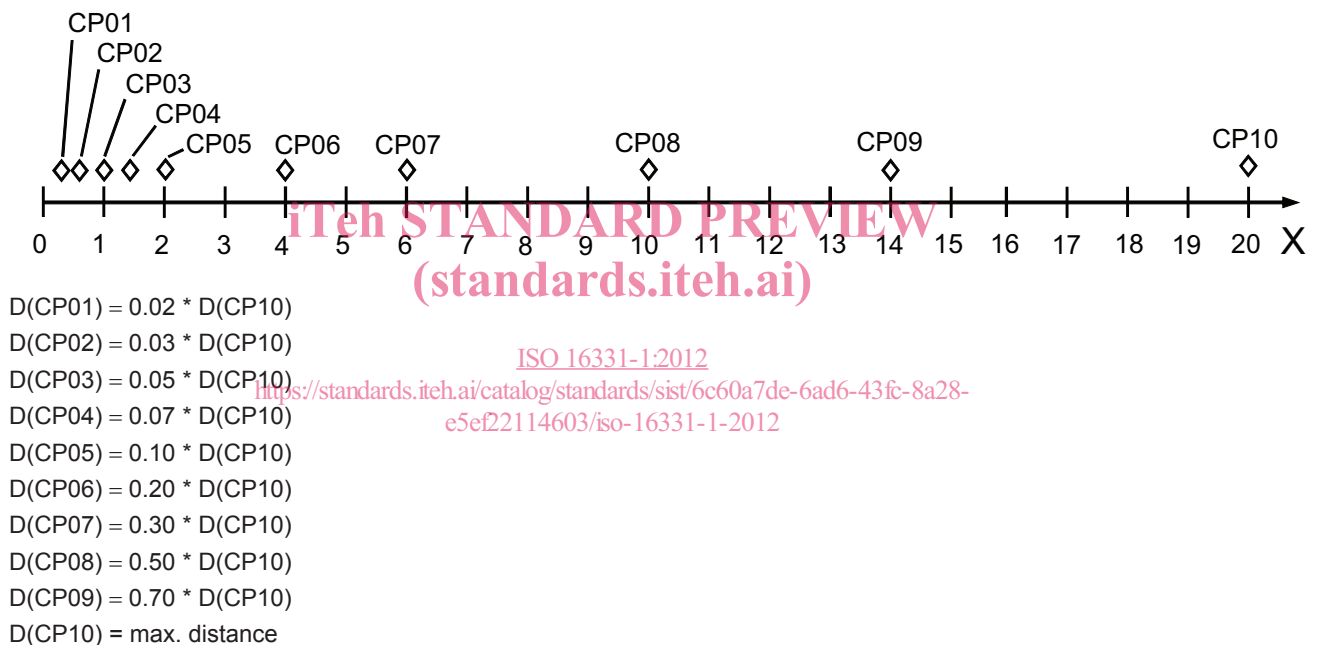 CP01
CP02
CP03
CP04
CP05 CP06 CP07 CP08 CP09 CP10
0 1 2 3 4 5 6 7 8 9 10 11 12 13 14 15 16 17 18 19 20 X
iTeh STANDARD PREVIEW
(standards.iteh.ai)
D(CP01) = 0.02 * D(CP10)
D(CP02) = 0.03 * D(CP10)
ISO 16331-1:2012
D(CP03) = 0.05 * D(CP10)
https://standards.iteh.ai/catalog/standards/sist/6c60a7de-6ad6-43fc-8a28-
D(CP04) = 0.07 * D(CP10)
e5ef22114603/iso-16331-1-2012
D(CP05) = 0.10 * D(CP10)
D(CP06) = 0.20 * D(CP10)
D(CP07) = 0.30 * D(CP10)
D(CP08) = 0.50 * D(CP10)
D(CP09) = 0.70 * D(CP10)
D(CP10) = max. distance